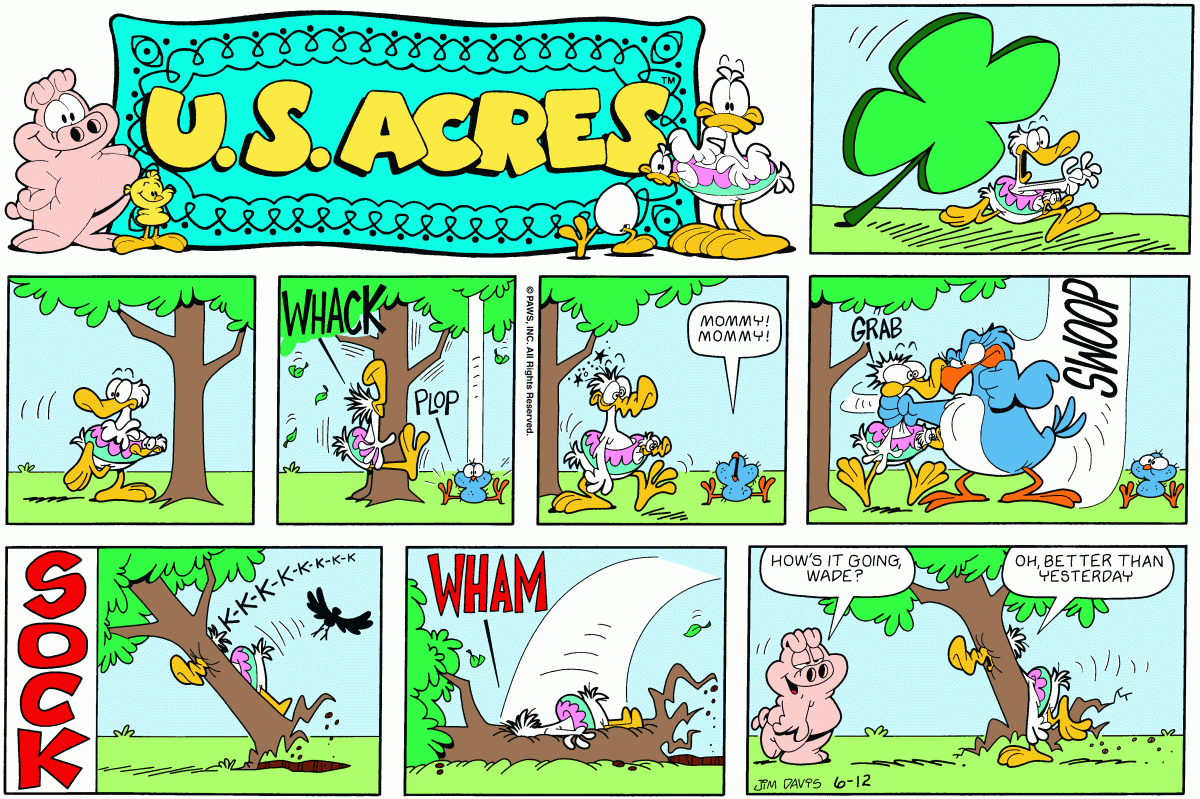 U.S. ACRES
TM
WHACK
PLOP
© PAWS, INC. All Rights Reserved.
MOMMY!
MOMMY!
GRAB
SWOOP
SOCK
K-K-K-K-K-K-K-K-K
WHAM
HOW'S IT GOING,
WADE?
OH, BETTER THAN
YESTERDAY
JIM DAVIS 6-12